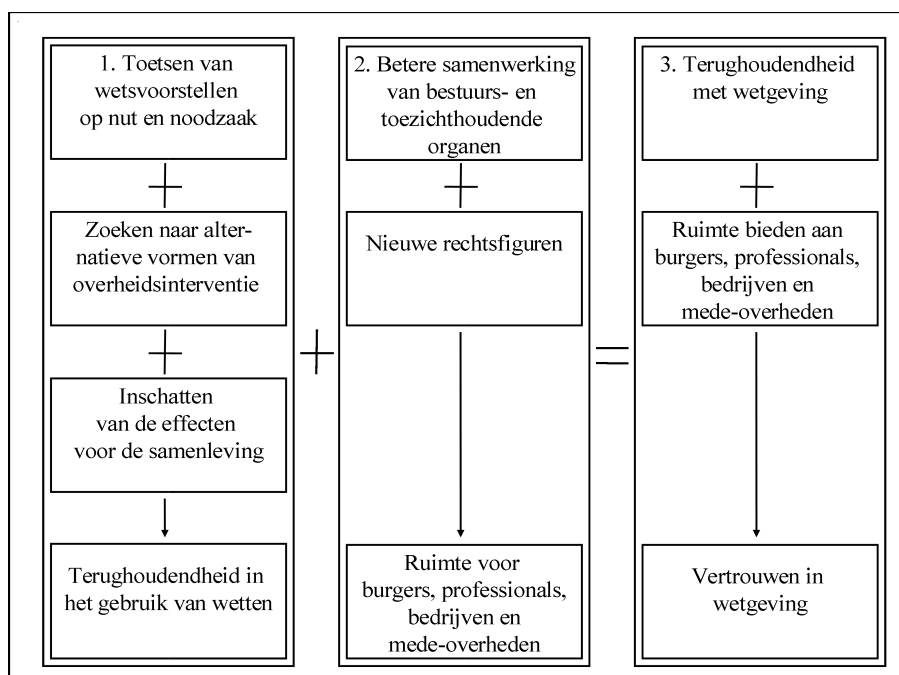 1. Toetsen van
wetsvoorstellen
op nut en noodzaak
+
Zoeken naar alter-
natieve vormen van
overheidsinterventie
+
Inschatten
van de effecten
voor de samenleving
Terughoudendheid in
het gebruik van wetten
+
2. Betere samenwerking
van bestuurs- en
toezichthoudende
organen
+
Nieuwe rechtsfiguren
Ruimte voor
burgers, professionals,
bedrijven en
mede-overheden
=
3. Terughoudendheid
met wetgeving
+
Ruimte bieden aan
burgers, professionals,
bedrijven en
mede-overheden
Vertrouwen in
wetgeving